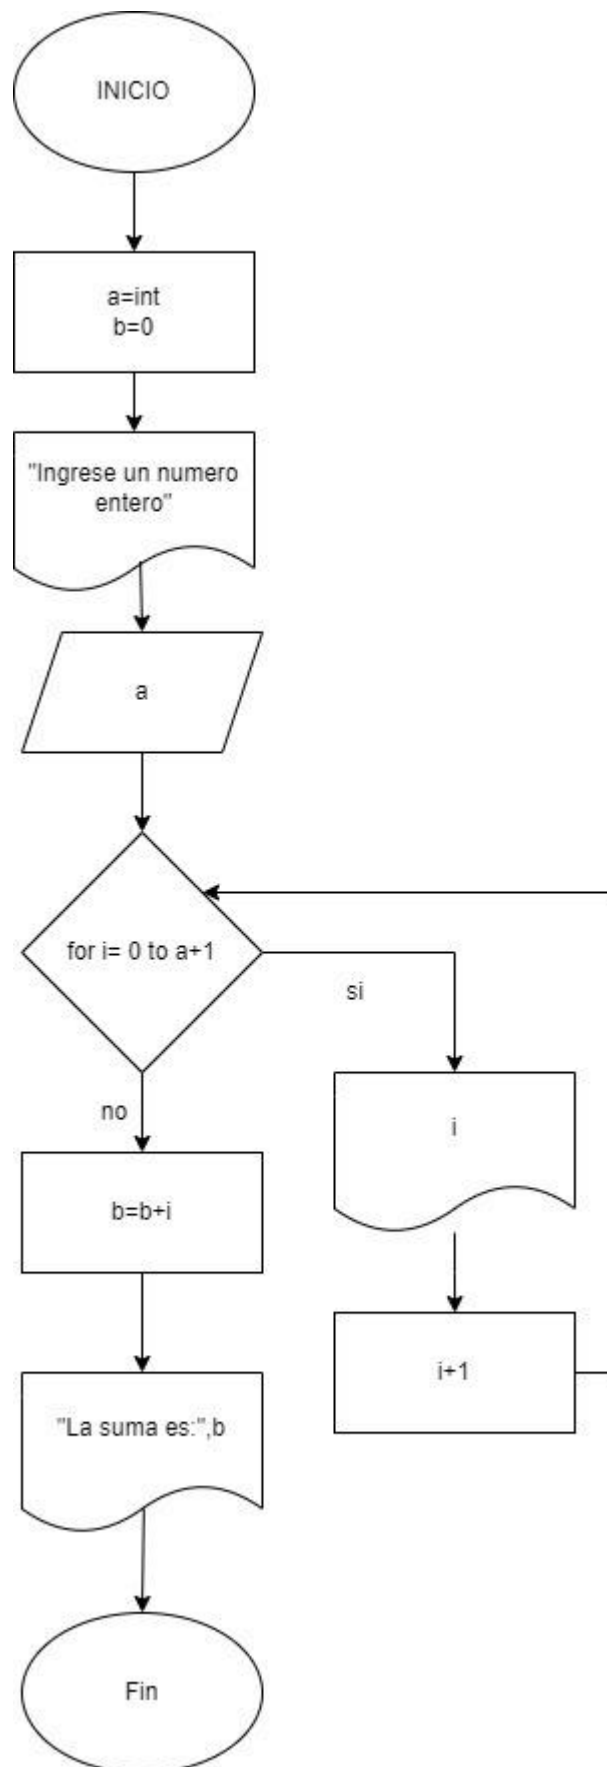 INICIO
a=int
b=0
"Ingrese un numero
entero"
a
for i= 0 to a+1
si
i
no
b=b+i
i+1
"La suma es:",b
Fin